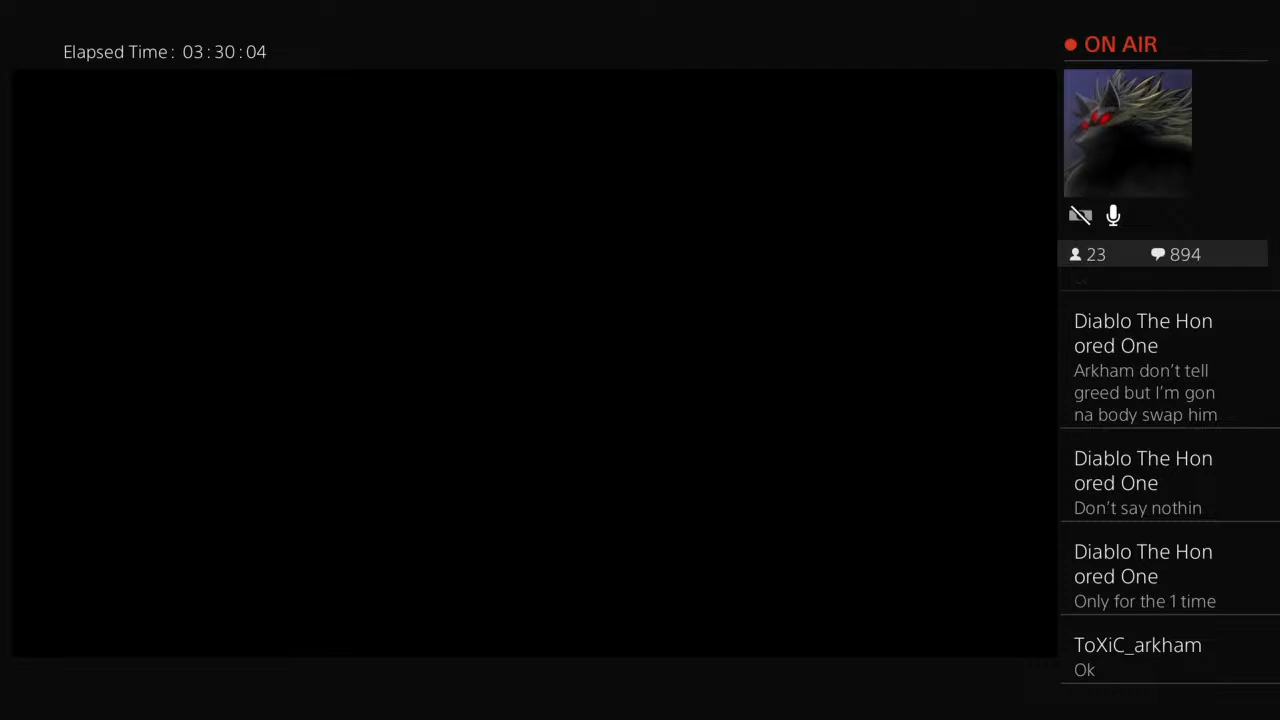 Elapsed Time: 03:30:04
ON AIR
23 894
Diablo The Hon
ored One
Arkham don't tell
greed but I'm gon
na body swap him
Diablo The Hon
ored One
Don't say nothin
Diablo The Hon
ored One
Only for the 1 time
ToXiC_arkham
Ok